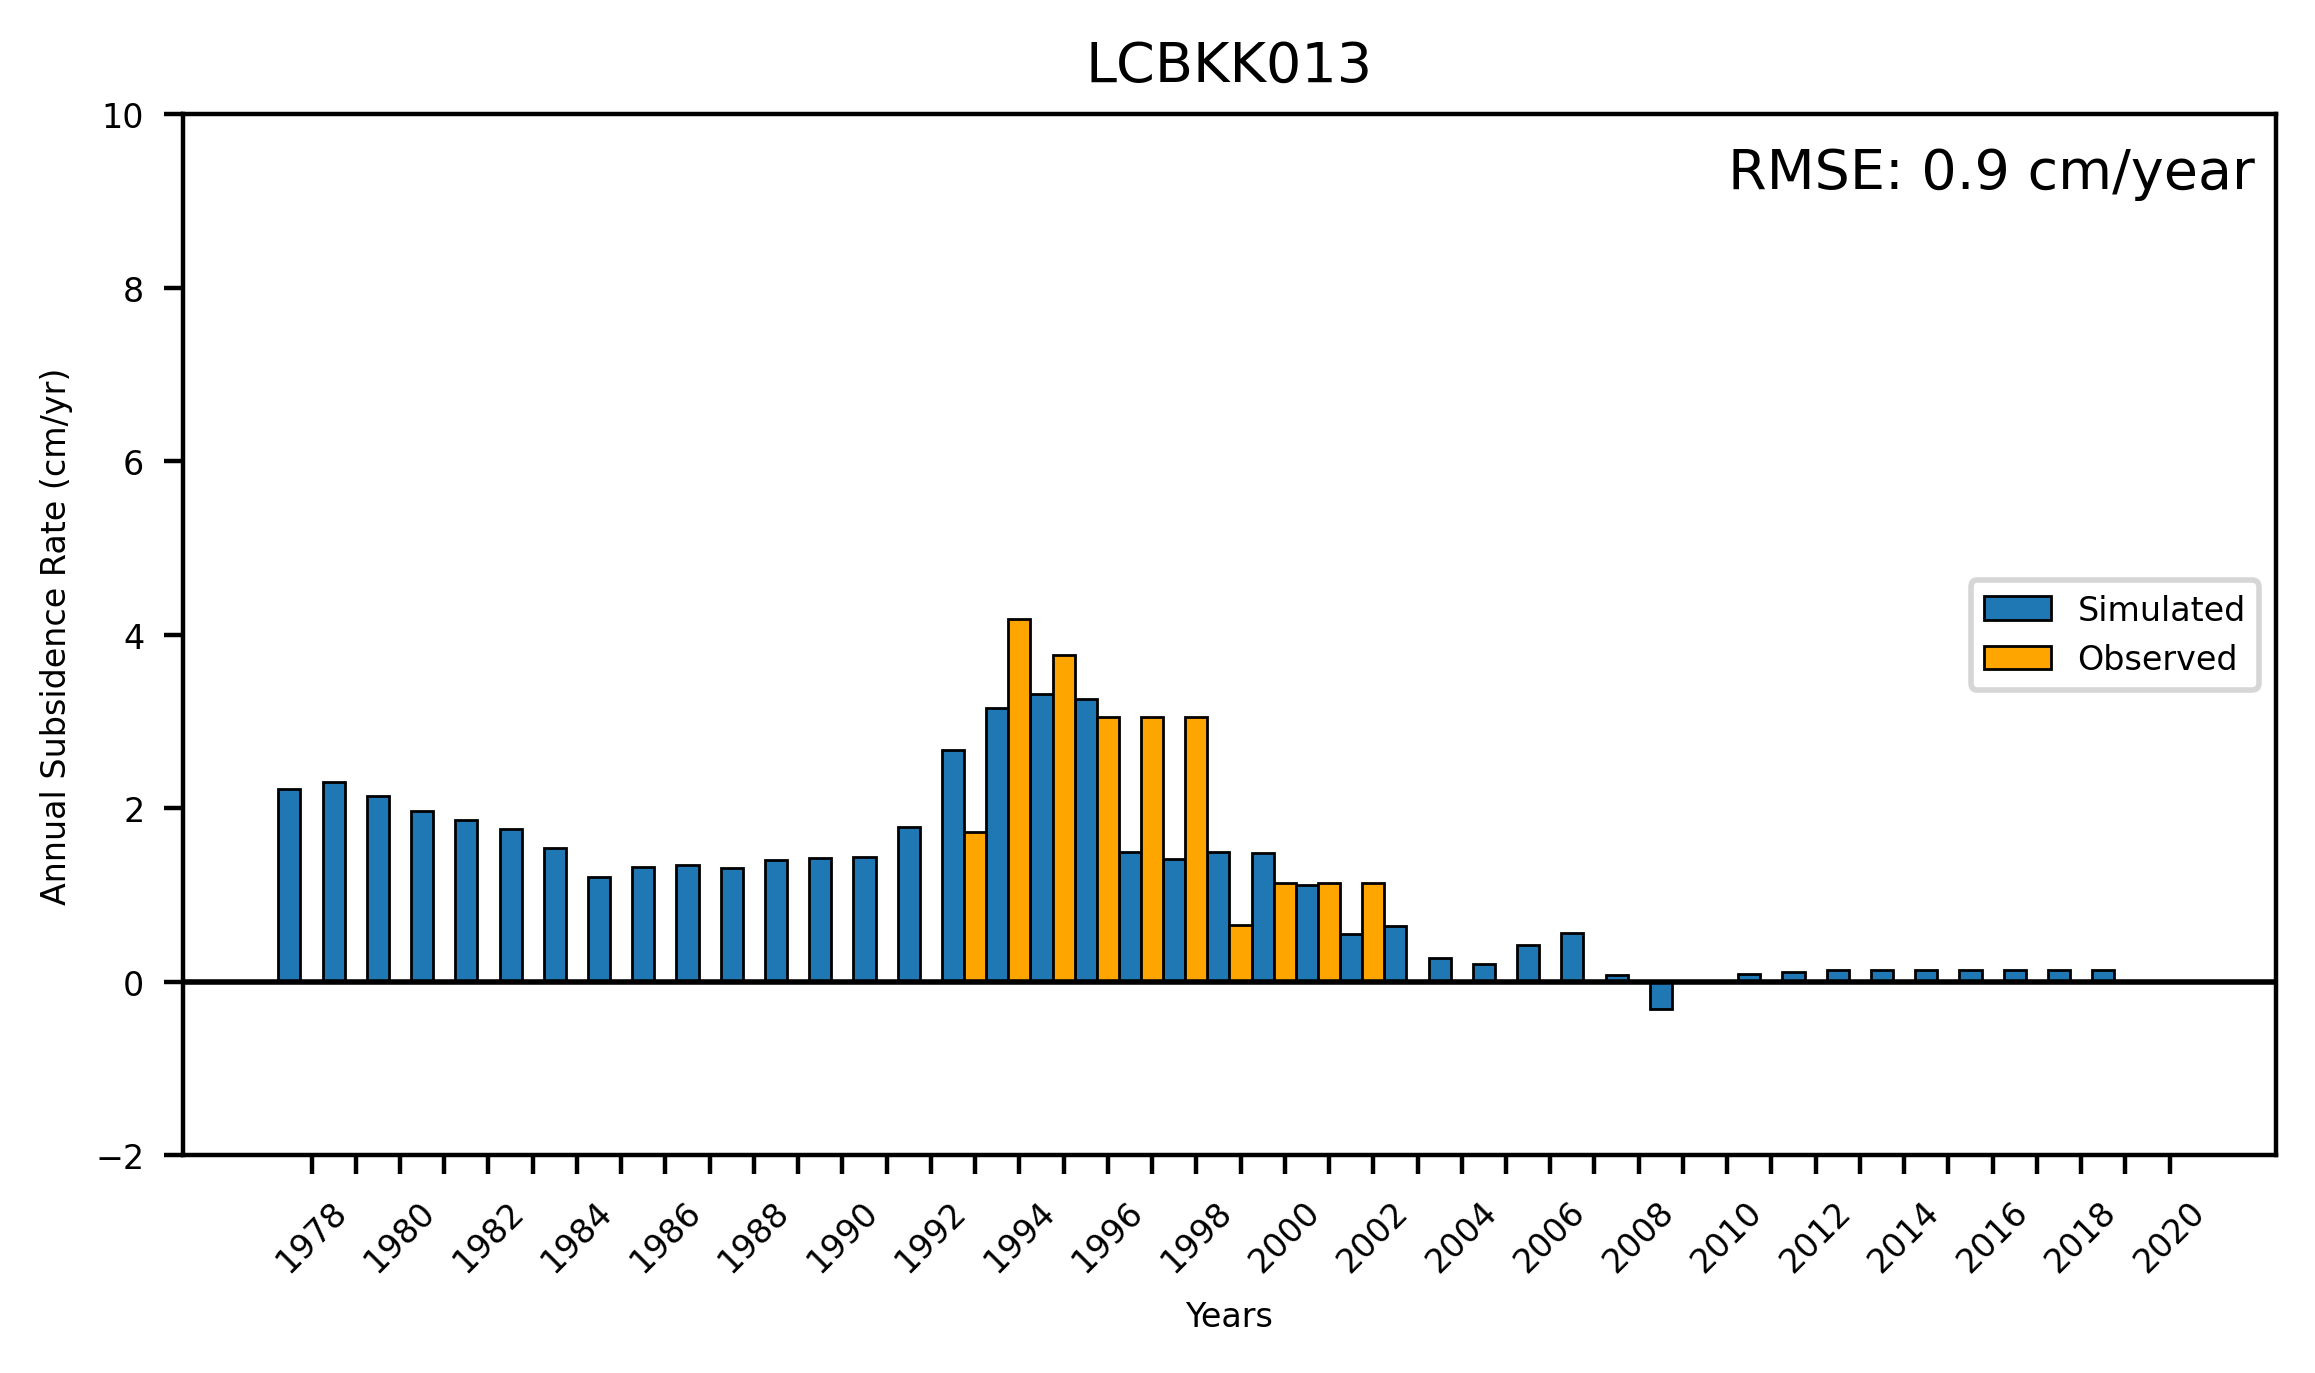 LCBKK013
RMSE: 0.9 cm/year
Annual Subsidence Rate (cm/yr)
10
8
6
4
2
0
−2
Simulated
Observed
1978 1980 1982 1984 1986 1988 1990 1992 1994 1996 1998 2000 2002 2004 2006 2008 2010 2012 2014 2016 2018 2020
Years